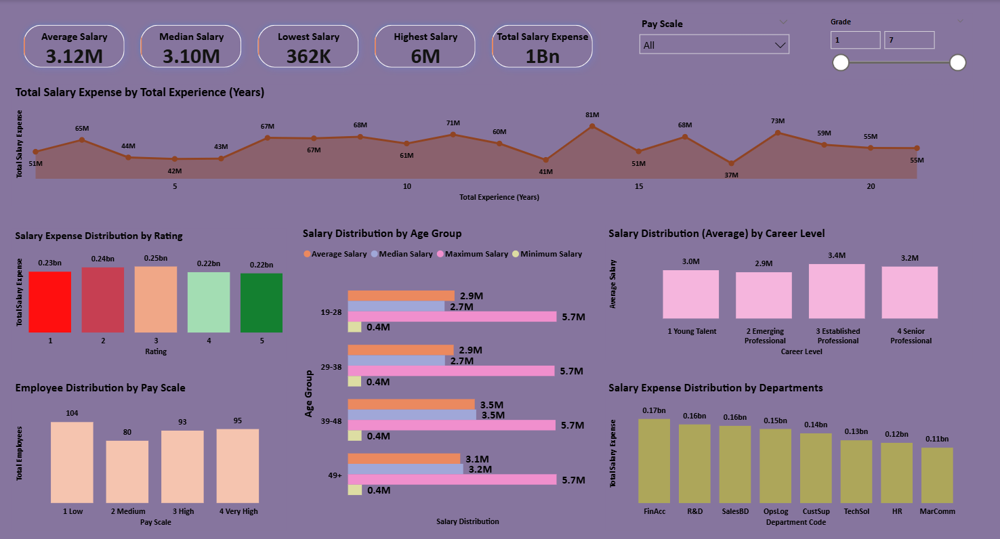 Average Salary
3.12M
Median Salary
3.10M
Lowest Salary
362K
Highest Salary
6M
Total Salary Expense
1Bn
Pay Scale
All
Grade
1
7
Total Salary Expense by Total Experience (Years)
Total Salary Expense
51M
65M
44M
42M
43M
67M
67M
68M
61M
71M
60M
41M
81M
51M
68M
37M
73M
59M
55M
55M
5
10
15
20
Total Experience (Years)
Salary Expense Distribution by Rating
Total Salary Expense
0.23bn
0.24bn
0.25bn
0.22bn
0.22bn
1
2
3
4
5
Rating
Salary Distribution by Age Group
Average Salary
Median Salary
Maximum Salary
Minimum Salary
Age Group
19-28
2.9M
2.7M
5.7M
0.4M
29-38
2.9M
2.7M
5.7M
0.4M
39-48
3.5M
3.5M
5.7M
0.4M
49+
3.1M
3.2M
5.7M
0.4M
Salary Distribution
Salary Distribution (Average) by Career Level
Average Salary
3.0M
2.9M
3.4M
3.2M
1 Young Talent
2 Emerging
Professional
3 Established
Professional
4 Senior
Professional
Career Level
Employee Distribution by Pay Scale
Total Employees
104
80
93
95
1 Low
2 Medium
3 High
4 Very High
Pay Scale
Salary Expense Distribution by Departments
Total Salary Expense
0.17bn
0.16bn
0.16bn
0.15bn
0.14bn
0.13bn
0.12bn
0.11bn
FinAcc
R&D
SalesBD
OpsLog
CustSup
TechSol
HR
MarComm
Department Code